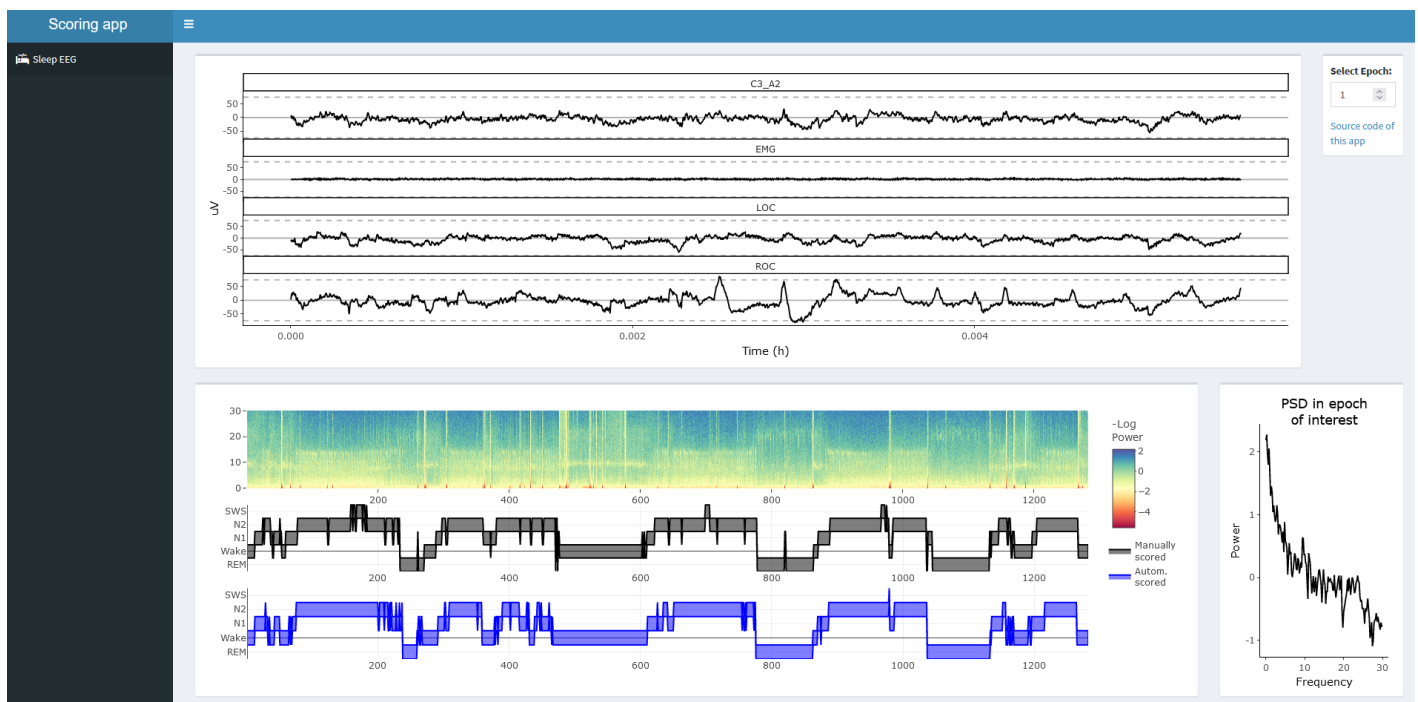 Scoring app
Sleep EEG
C3_A2
50
0
-50
EMG
50
0
-50
LOC
50
0
-50
ROC
50
0
-50
uV
0.000 0.002 0.004
Time (h)
Select Epoch:
1
Source code of
this app
30
20
10
0
200 400 600 800 1000 1200
SWS
N2
N1
Wake
REM
200 400 600 800 1000 1200
SWS
N2
N1
Wake
REM
200 400 600 800 1000 1200
-Log
Power
2
0
−2
−4
Manually
scored
Autom.
scored
PSD in epoch
of interest
2
1
0
-1
Power
0 10 20 30
Frequency